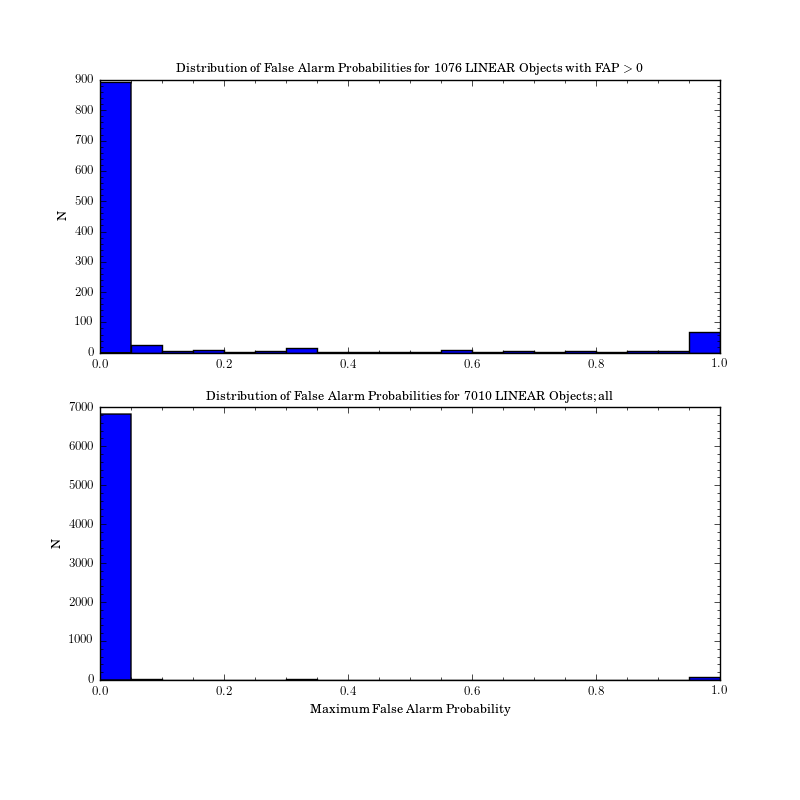 Distribution of False Alarm Probabilities for 1076 LINEAR Objects with FAP > 0
900
800
700
600
500
400
300
200
100
0
N
0.0 0.2 0.4 0.6 0.8 1.0
Distribution of False Alarm Probabilities for 7010 LINEAR Objects; all
7000
6000
5000
4000
3000
2000
1000
0
N
0.0 0.2 0.4 0.6 0.8 1.0
Maximum False Alarm Probability